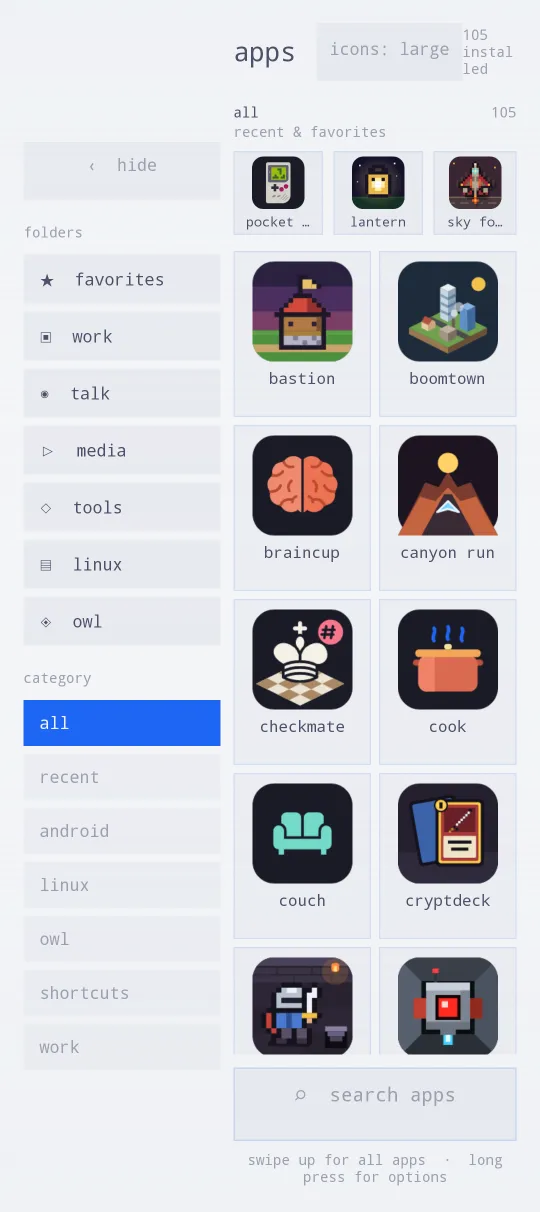 apps
icons: large
105
instal
led
all
105
recent & favorites
pocket …
lantern
sky fo…
‹ hide
folders
★ favorites
▣ work
◉ talk
▷ media
◇ tools
▤ linux
◈ owl
category
all
recent
android
linux
owl
shortcuts
work
bastion
boomtown
braincup
canyon run
#
checkmate
cook
couch
cryptdeck
⌕ search apps
swipe up for all apps · long
press for options